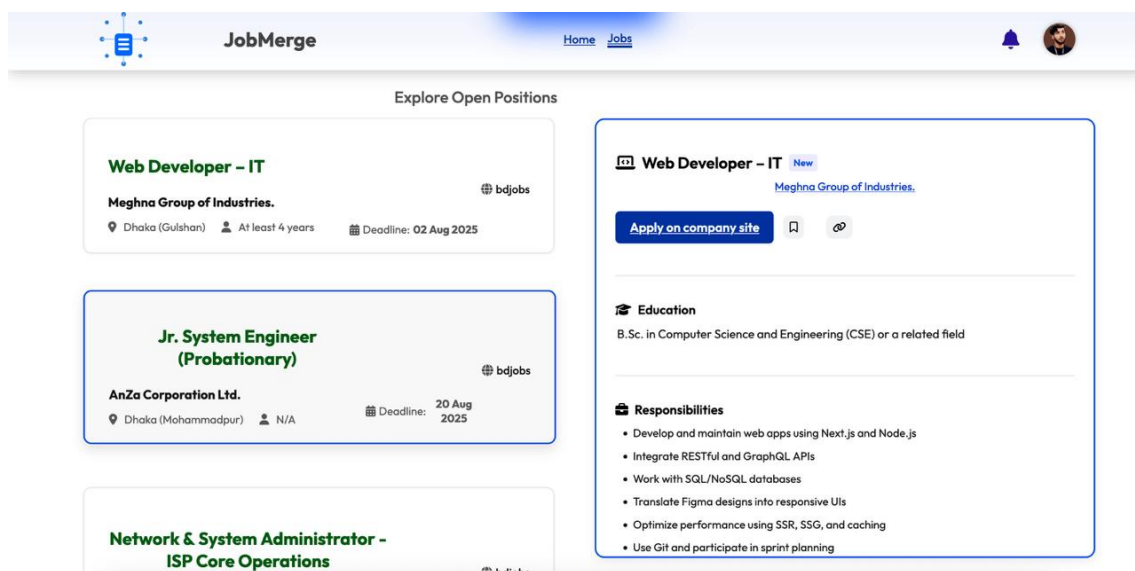 JobMerge
Home Jobs
Explore Open Positions
Web Developer – IT
bdjobs
Meghna Group of Industries.
Dhaka (Gulshan) At least 4 years Deadline: 02 Aug 2025
Jr. System Engineer
(Probationary)
bdjobs
AnZa Corporation Ltd.
Dhaka (Mohammadpur) N/A Deadline: 20 Aug
2025
Network & System Administrator -
ISP Core Operations
Web Developer – IT New
Meghna Group of Industries.
Apply on company site
Education
B.Sc. in Computer Science and Engineering (CSE) or a related field
Responsibilities
• Develop and maintain web apps using Next.js and Node.js
• Integrate RESTful and GraphQL APIs
• Work with SQL/NoSQL databases
• Translate Figma designs into responsive UIs
• Optimize performance using SSR, SSG, and caching
• Use Git and participate in sprint planning